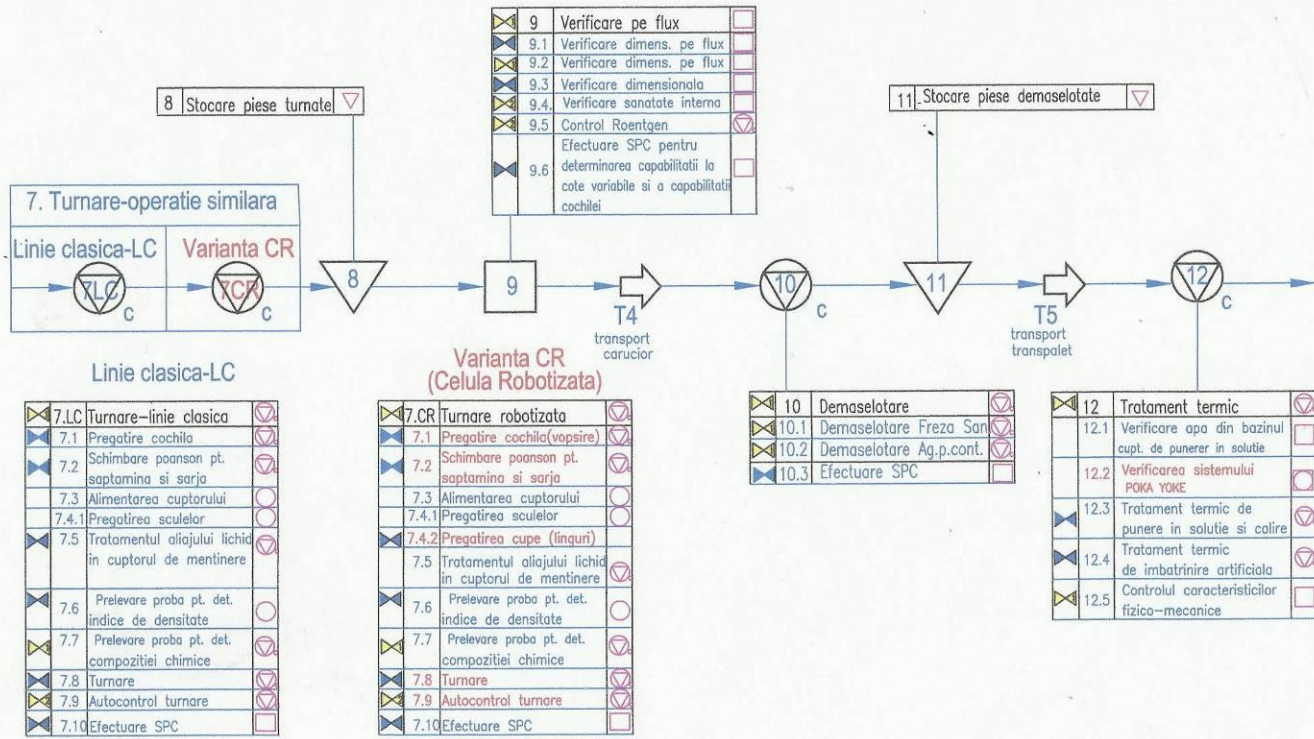 9 Verificare pe flux
9.1 Verificare dimens. pe flux
9.2 Verificare dimens. pe flux
9.3 Verificare dimensionala
9.4. Verificare sanatate interna
9.5 Control Roentgen
9.6 Efectuare SPC pentru
determinarea capabilitatii la
cote variabile si a capabilitatii
cochilei
8 Stocare piese turnate
11 Stocare piese demaselotate
7. Turnare-operatie similara
Linie clasica-LC
Varianta CR
7LC
C
7CR
C
8
9
T4
transport
carucior
10
C
11
T5
transport
transpalet
12
C
Linie clasica-LC
7.LC Turnare-linie clasica
7.1 Pregatire cochila
7.2 Schimbare poanson pt.
saptamina si sarja
7.3 Alimentarea cuptorului
7.4.1 Pregatirea sculelor
7.5 Tratamentul aliajului lichid
in cuptorul de mentinere
7.6 Prelevare proba pt. det.
indice de densitate
7.7 Prelevare proba pt. det.
compozitiei chimice
7.8 Turnare
7.9 Autocontrol turnare
7.10 Efectuare SPC
Varianta CR
(Celula Robotizata)
7.CR Turnare robotizata
7.1 Pregatire cochila(vopsire)
7.2 Schimbare poanson pt.
saptamina si sarja
7.3 Alimentarea cuptorului
7.4.1 Pregatirea sculelor
7.4.2 Pregatirea cupe (linguri)
7.5 Tratamentul aliajului lichid
in cuptorul de mentinere
7.6 Prelevare proba pt. det.
indice de densitate
7.7 Prelevare proba pt. det.
compozitiei chimice
7.8 Turnare
7.9 Autocontrol turnare
7.10 Efectuare SPC
10 Demaselotare
10.1 Demaselotare Freza San
10.2 Demaselotare Ag.p.cont.
10.3 Efectuare SPC
12 Tratament termic
12.1 Verificare apa din bazinul
cupt. de punerer in solutie
12.2 Verificarea sistemului
POKA YOKE
12.3 Tratament termic de
punere in solutie si calire
12.4 Tratament termic
de imbatrinire artificiala
12.5 Controlul caracteristicilor
fizico-mecanice